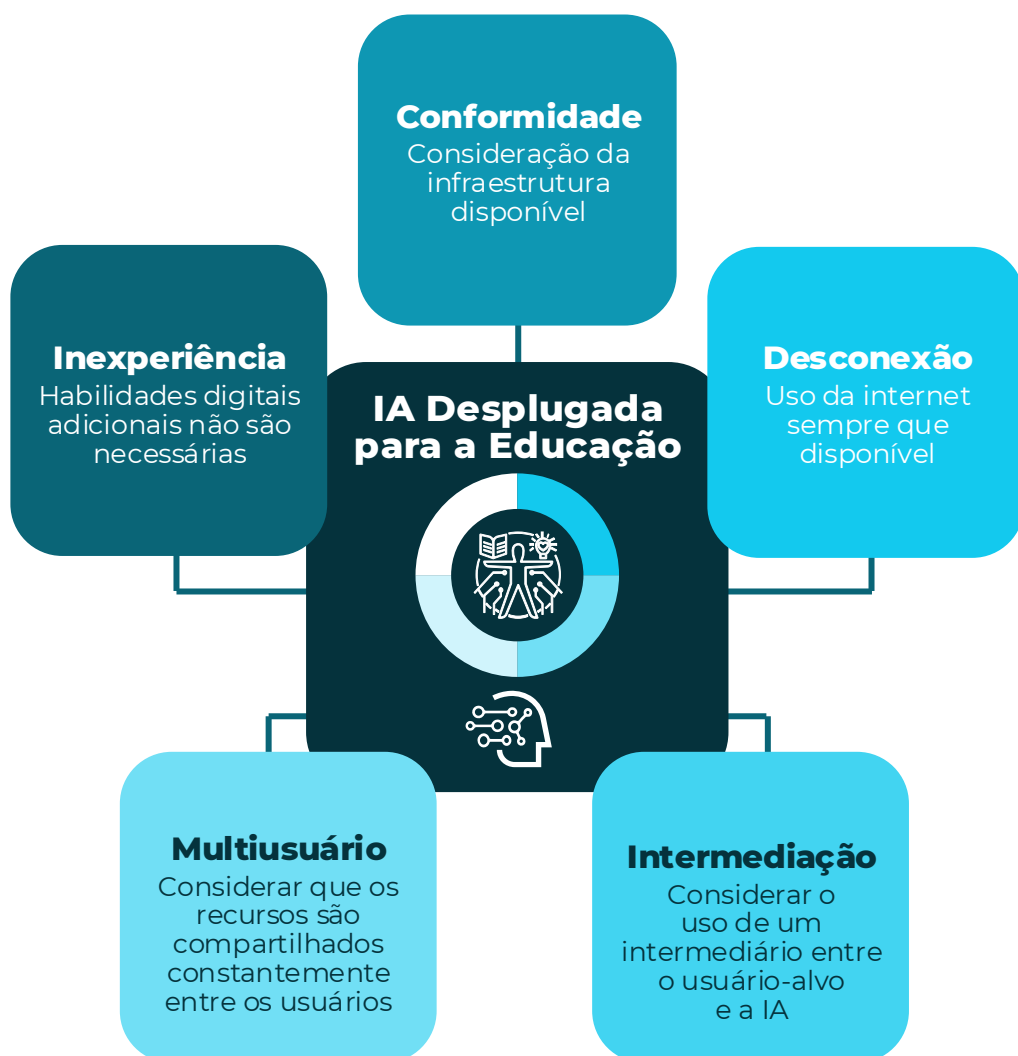 Conformidade
Consideração da
infraestrutura
disponível
Inexperiência
Habilidades digitais
adicionais não são
necessárias
IA Desplugada
para a Educação
Desconexão
Uso da internet
sempre que
disponível
Multiusuário
Considerar que os
recursos são
compartilhados
constantemente
entre os usuários
Intermediação
Considerar o
uso de um
intermediário entre
o usuário-alvo
e a IA